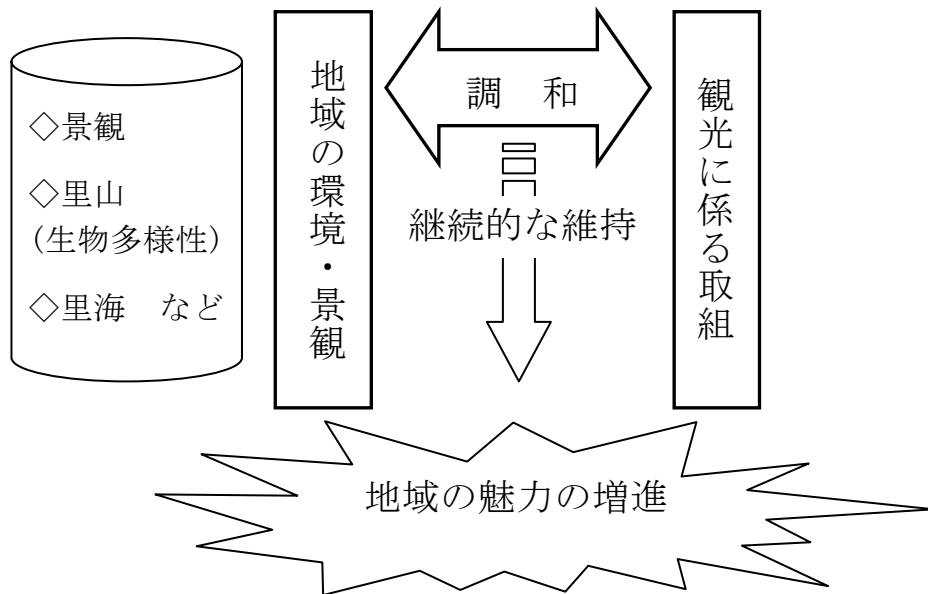 ◇景観
◇里山
(生物多様性)
◇里海　など
地域の環境・景観
調　和
継続的な維持
観光に係る取組
地域の魅力の増進